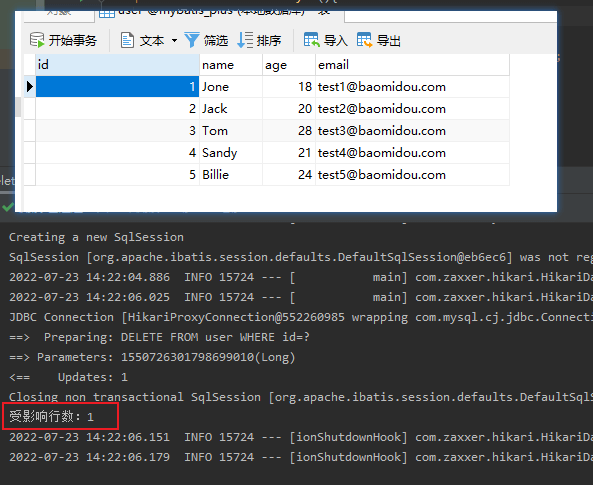 对象
user @mybatis_plus (本地数据库) - 表
开始事务 文本 筛选 排序 导入 导出
id name age email
1 Jone 18 test1@baomidou.com
2 Jack 20 test2@baomidou.com
3 Tom 28 test3@baomidou.com
4 Sandy 21 test4@baomidou.com
5 Billie 24 test5@baomidou.com
elet
Creating a new SqlSession
SqlSession [org.apache.ibatis.session.defaults.DefaultSqlSession@eb6ec6] was not reg
2022-07-23 14:22:04.886  INFO 15724 --- [           main] com.zaxxer.hikari.HikariDa
2022-07-23 14:22:06.025  INFO 15724 --- [           main] com.zaxxer.hikari.HikariDa
JDBC Connection [HikariProxyConnection@552260985 wrapping com.mysql.cj.jdbc.Connecti
==>  Preparing: DELETE FROM user WHERE id=?
==> Parameters: 1550726301798699010(Long)
<==    Updates: 1
Closing non transactional SqlSession [org.apache.ibatis.session.defaults.DefaultSqlS
受影响行数：1
2022-07-23 14:22:06.151  INFO 15724 --- [ionShutdownHook] com.zaxxer.hikari.HikariDa
2022-07-23 14:22:06.179  INFO 15724 --- [ionShutdownHook] com.zaxxer.hikari.HikariDa